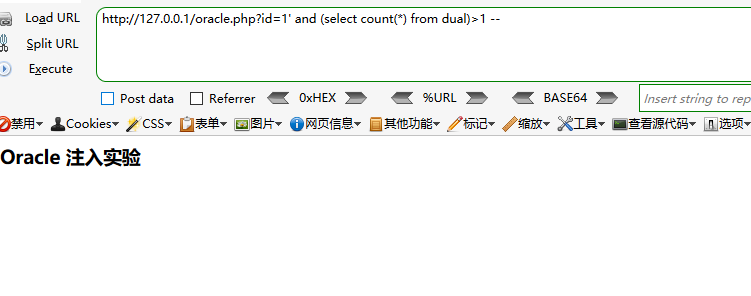 Load URL
http://127.0.0.1/oracle.php?id=1' and (select count(*) from dual)>1 --
Split URL
Execute
Post data Referrer 0xHEX %URL BASE64 Insert string to rep
禁用 Cookies CSS 表单 图片 网页信息 其他功能 标记 缩放 工具 查看源代码 选项
Oracle 注入实验